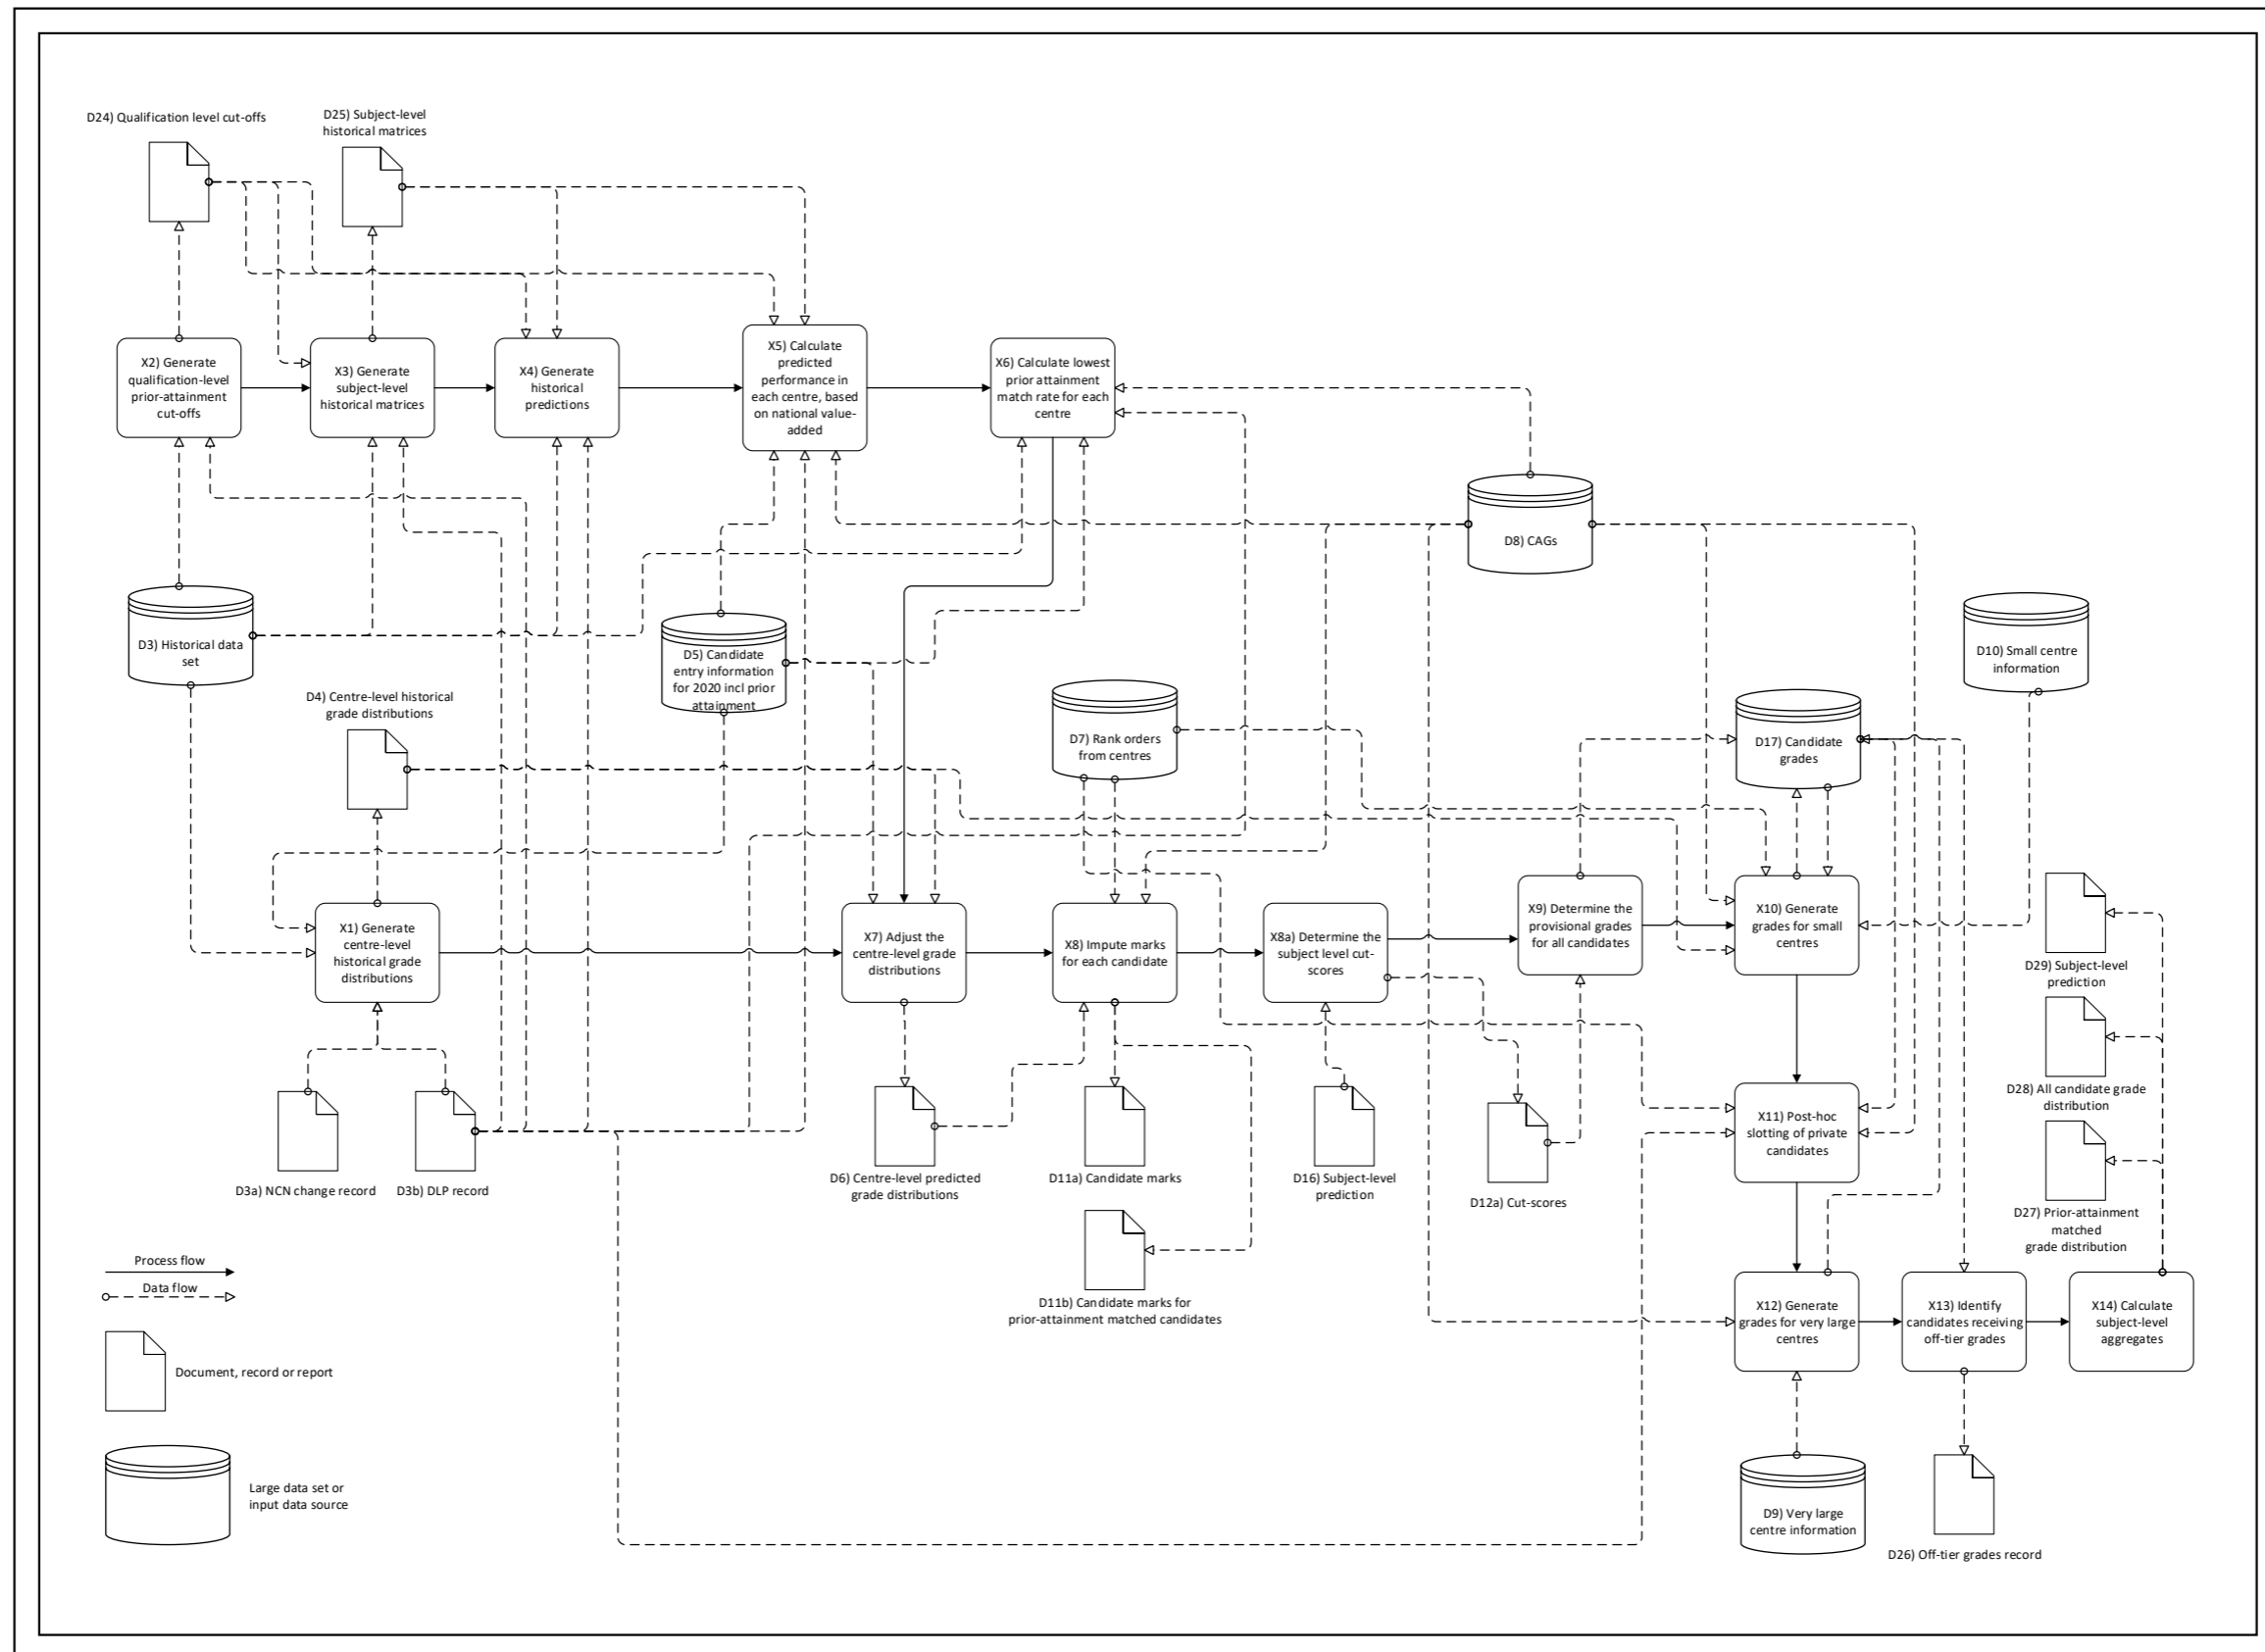 D24) Qualification level cut-offs
D25) Subject-level
historical matrices
X2) Generate
qualification-level
prior-attainment
cut-offs
X3) Generate
subject-level
historical matrices
X4) Generate
historical
predictions
X5) Calculate
predicted
performance in
each centre, based
on national value-
added
X6) Calculate lowest
prior attainment
match rate for each
centre
D8) CAGs
D3) Historical data
set
D5) Candidate
entry information
for 2020 incl prior
attainment
D10) Small centre
information
D4) Centre-level historical
grade distributions
D7) Rank orders
from centres
D17) Candidate
grades
X1) Generate
centre-level
historical grade
distributions
X7) Adjust the
centre-level grade
distributions
X8) Impute marks
for each candidate
X8a) Determine the
subject level cut-
scores
X9) Determine the
provisional grades
for all candidates
X10) Generate
grades for small
centres
D29) Subject-level
prediction
D28) All candidate grade
distribution
X11) Post-hoc
slotting of private
candidates
D3a) NCN change record
D3b) DLP record
D6) Centre-level predicted
grade distributions
D11a) Candidate marks
D16) Subject-level
prediction
D12a) Cut-scores
D27) Prior-attainment
matched
grade distribution
Process flow
Data flow
D11b) Candidate marks for
prior-attainment matched candidates
X12) Generate
grades for very large
centres
X13) Identify
candidates receiving
off-tier grades
X14) Calculate
subject-level
aggregates
Document, record or report
Large data set or
input data source
D9) Very large
centre information
D26) Off-tier grades record